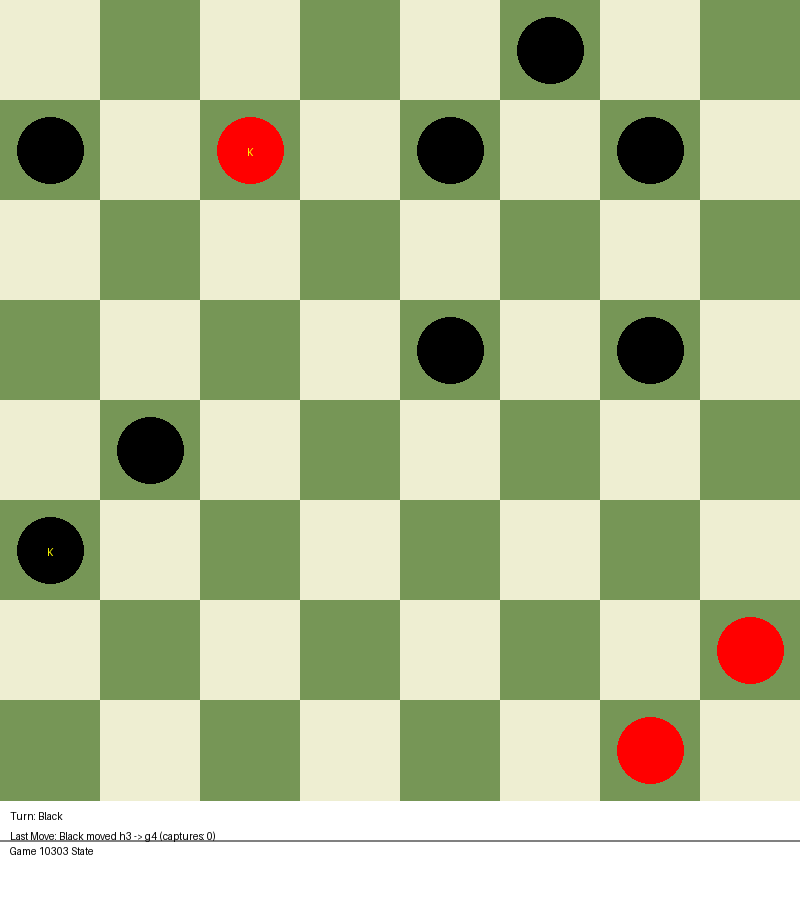 K
K
Turn: Black
Last Move: Black moved h3 -> g4 (captures: 0)
Game 10303 State